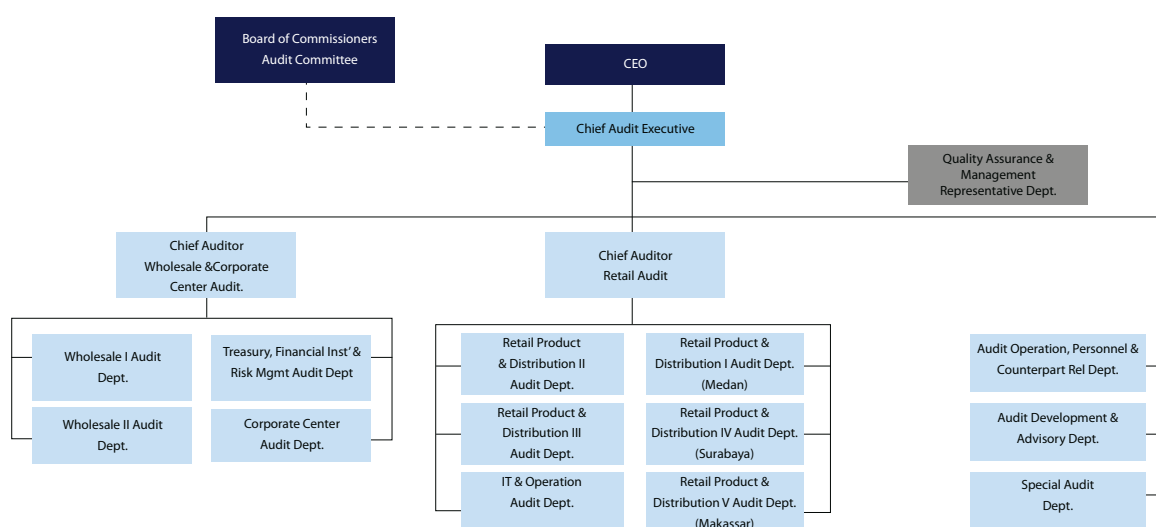 Board of Commissioners
Audit Committee
CEO
Chief Audit Executive
Quality Assurance &
Management
Representative Dept.
Chief Auditor
Wholesale &Corporate
Center Audit.
Chief Auditor
Retail Audit
Wholesale I Audit
Dept.
Treasury, Financial Inst’ &
Risk Mgmt Audit Dept
Wholesale II Audit
Dept.
Corporate Center
Audit Dept.
Retail Product
& Distribution II
Audit Dept.
Retail Product &
Distribution I Audit Dept.
(Medan)
Retail Product &
Distribution III
Audit Dept.
Retail Product &
Distribution IV Audit Dept.
(Surabaya)
IT & Operation
Audit Dept.
Retail Product &
Distribution V Audit Dept.
(Makassar)
Audit Operation, Personnel &
Counterpart Rel Dept.
Audit Development &
Advisory Dept.
Special Audit
Dept.